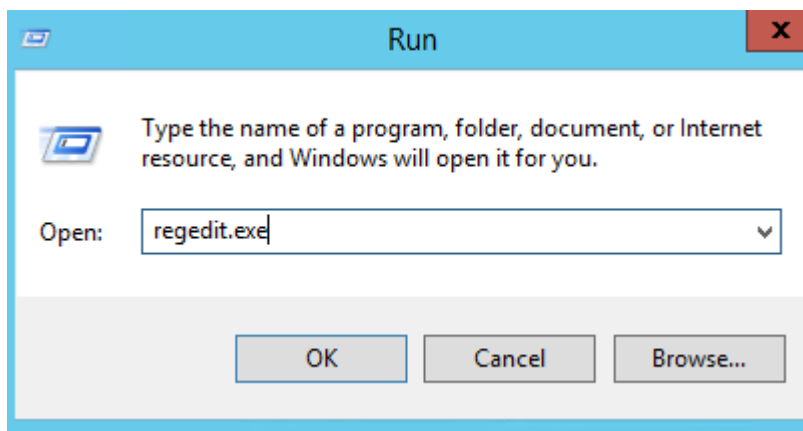 Run
x
Type the name of a program, folder, document, or Internet
resource, and Windows will open it for you.
Open: regedit.exe
OK Cancel Browse...